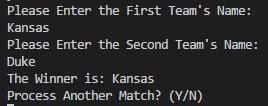 Please Enter the First Team's Name:
Kansas
Please Enter the Second Team's Name:
Duke
The Winner is: Kansas
Process Another Match? (Y/N)